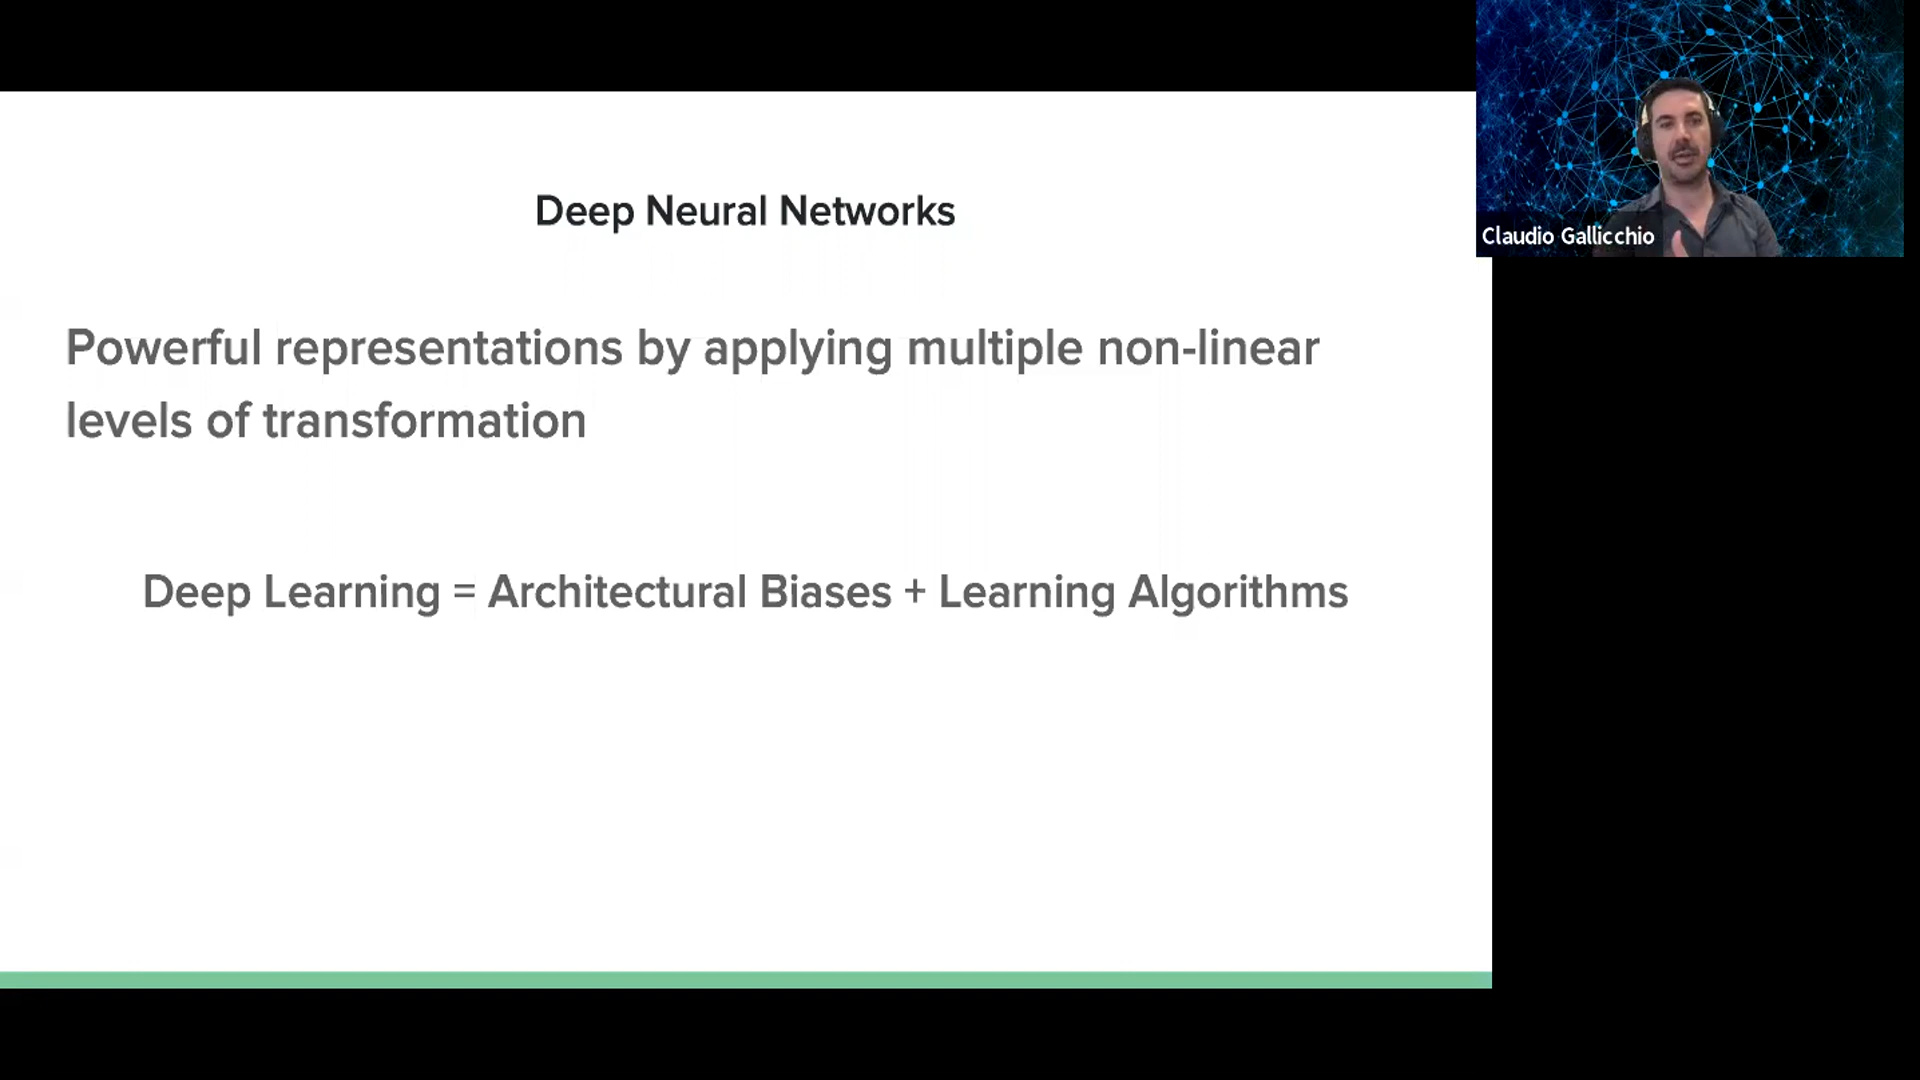 Deep Neural Networks
Powerful representations by applying multiple non-linear
levels of transformation
Deep Learning = Architectural Biases + Learning Algorithms
Claudio Gallicchio